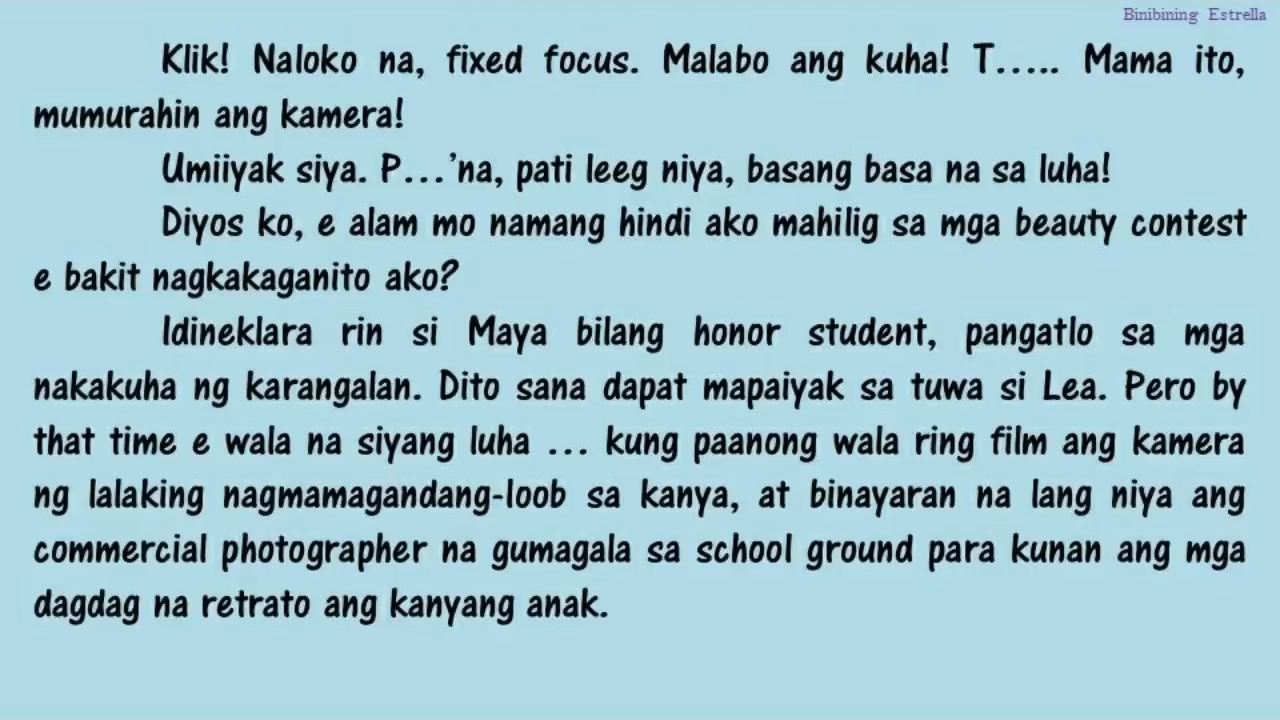 Binibining Estrella
Klik! Naloko na, fixed focus. Malabo ang kuha! T..... Mama ito,
mumurahin ang kamera!
Umiiyak siya. P...'na, pati leeg niya, basang basa na sa luha!
Diyos ko, e alam mo namang hindi ako mahilig sa mga beauty contest
e bakit nagkakaganito ako?
Idineklara rin si Maya bilang honor student, pangatlo sa mga
nakakuha ng karangalan. Dito sana dapat mapaiyak sa tuwa si Lea. Pero by
that time e wala na siyang luha ... kung paanong wala ring film ang kamera
ng lalaking nagmamagandang-loob sa kanya, at binayaran na lang niya ang
commercial photographer na gumagala sa school ground para kunan ang mga
dagdag na retrato ang kanyang anak.